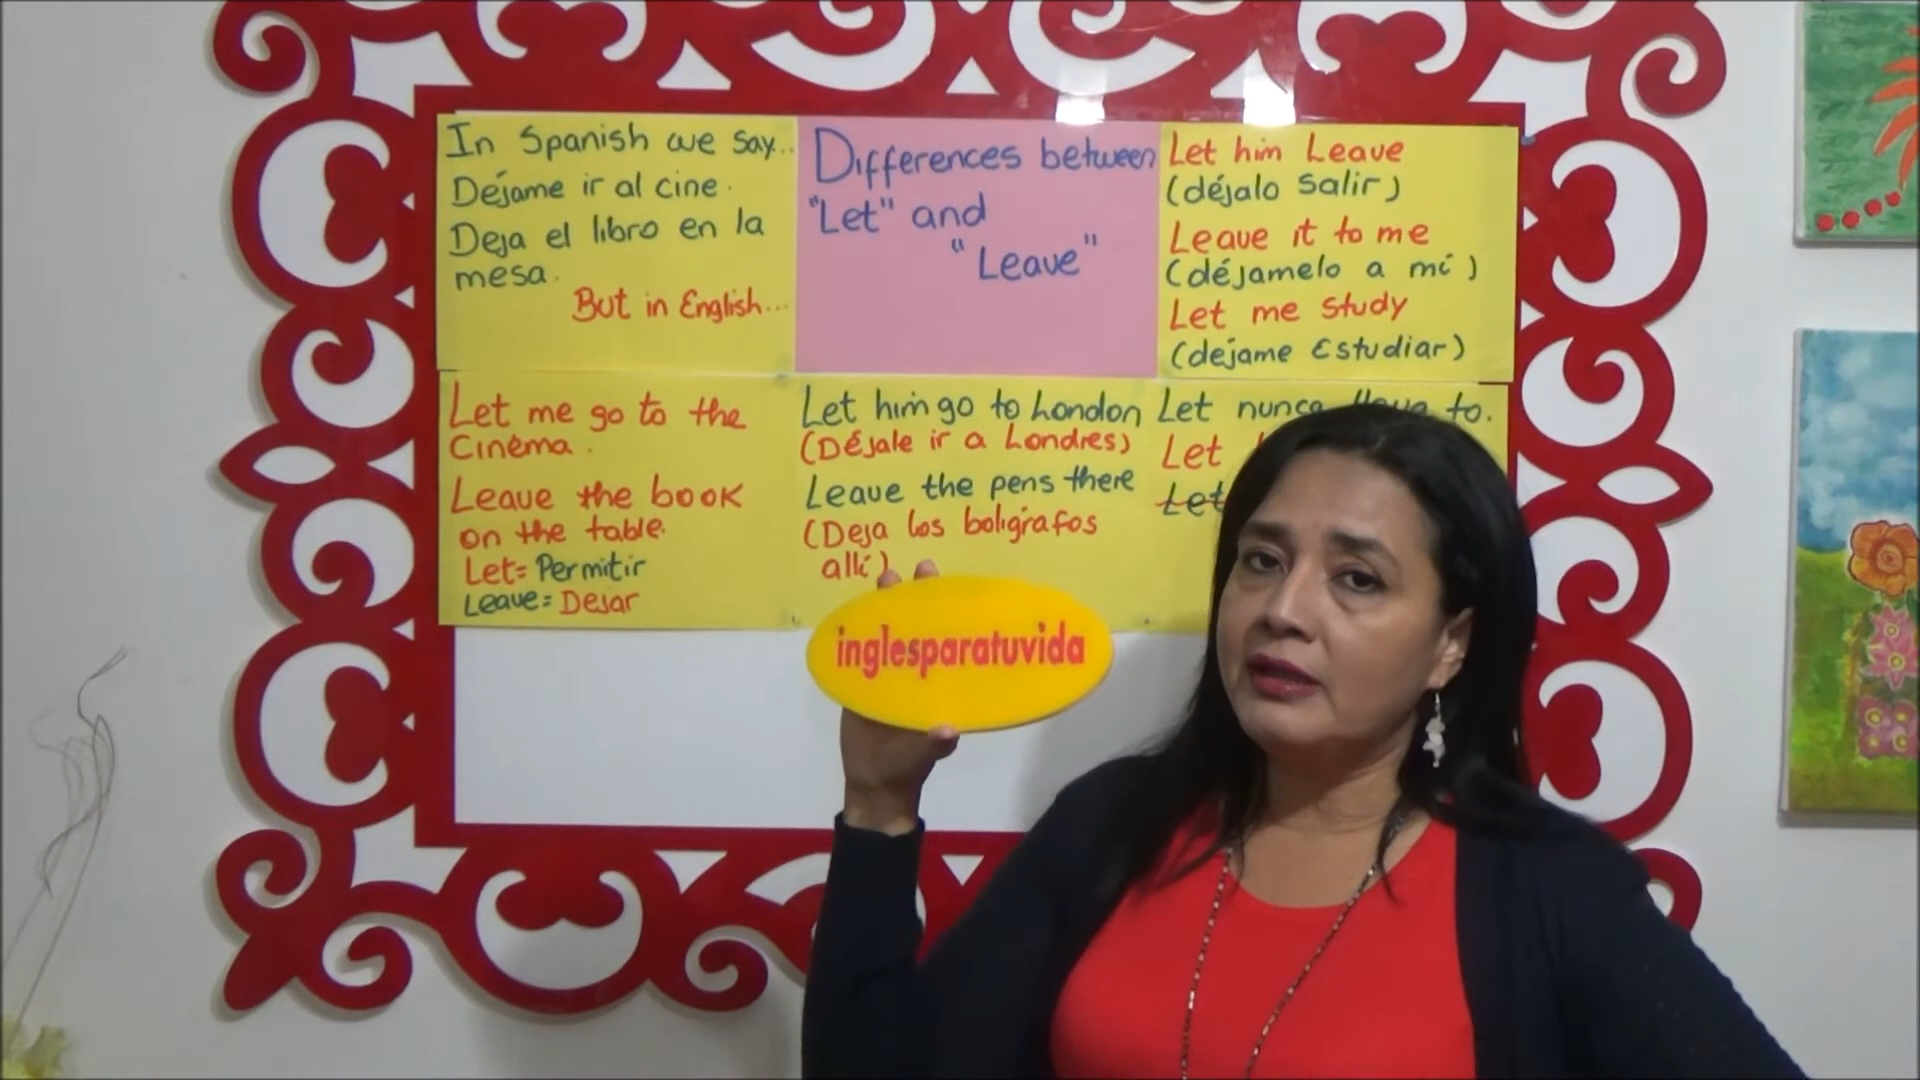 In Spanish we say...
Déjame ir al cine.
Deja el libro en la
mesa.
But in English...
Differences between
"Let" and
"Leave"
Let him Leave
(déjalo salir)
Leave it to me
(déjamelo a mí)
Let me study
(dejame Estudiar)
Let me go to the
Cinema.
Leave the book
on the table.
Let= Permitir
Leave= Dejar
Let him go to London
(Déjale ir a Londres)
Leave the pens there
(Deja los bolígrafos
allí)
Let nunca to.
Let
Let
inglesparatuvida